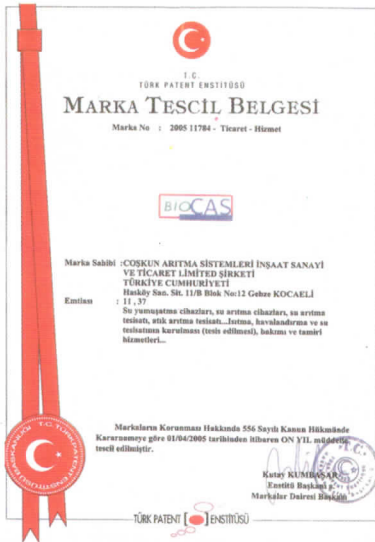 T.C.
TÜRK PATENT ENSTİTÜSÜ
MARKA TESCİL BELGESİ
Marka No : 2005 11784 - Ticaret - Hizmet
BIOCAS
Marka Sahibi : COŞKUN ARITMA SİSTEMLERİ İNŞAAT SANAYİ
VE TİCARET LİMİTED ŞİRKETİ
TÜRKİYE CUMHURİYETİ
Hasköy San. Sit. 11/B Blok No:12 Gebze KOCAELİ
Emtiası : 11 , 37
Su yumuşatma cihazları, su arıtma cihazları, su arıtma
tesisatı, atık arıtma tesisatı...Isıtma, havalandırma ve su
tesisatının kurulması (tesis edilmesi), bakımı ve tamiri
hizmetleri...
Markaların Korunması Hakkında 556 Sayılı Kanun Hükmünde
Kararnameye göre 01/04/2005 tarihinden itibaren ON YIL müddetle
tescil edilmiştir.
Kutay KUMBASAR
Enstitü Başkanı a.
Markalar Dairesi Başkanı
TÜRK PATENT ENSTİTÜSÜ